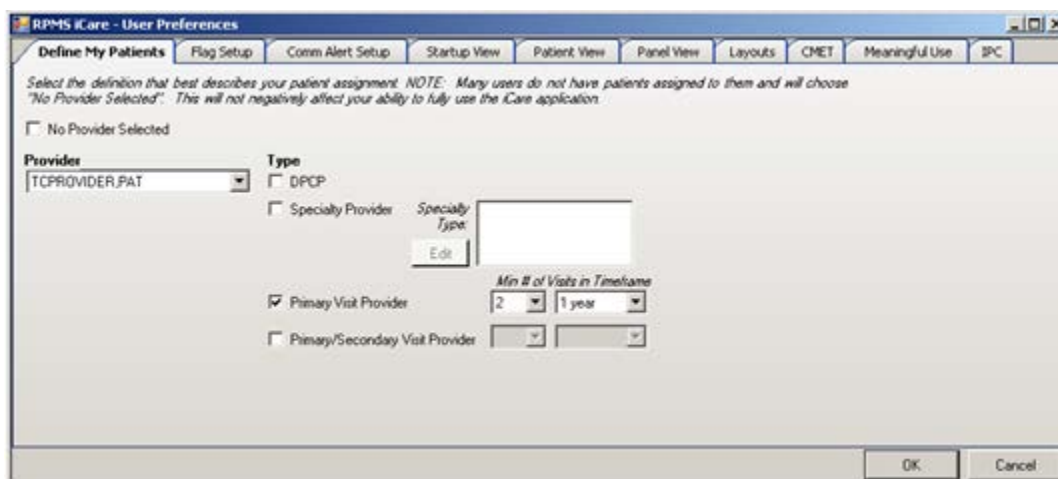 RPMS iCare - User Preferences
Define My Patients Flag Setup Comm Alert Setup Startup View Patient View Panel View Layouts CMET Meaningful Use IPC
Select the definition that best describes your patient assignment. NOTE: Many users do not have patients assigned to them and will choose
"No Provider Selected". This will not negatively affect your ability to fully use the iCare application.
No Provider Selected
Provider Type
TCPROVIDER,PAT DPCP
Specialty Provider Specialty
Type:
Edit
Min # of Visits in Timeframe
Primary Visit Provider 2 1 year
Primary/Secondary Visit Provider
OK Cancel